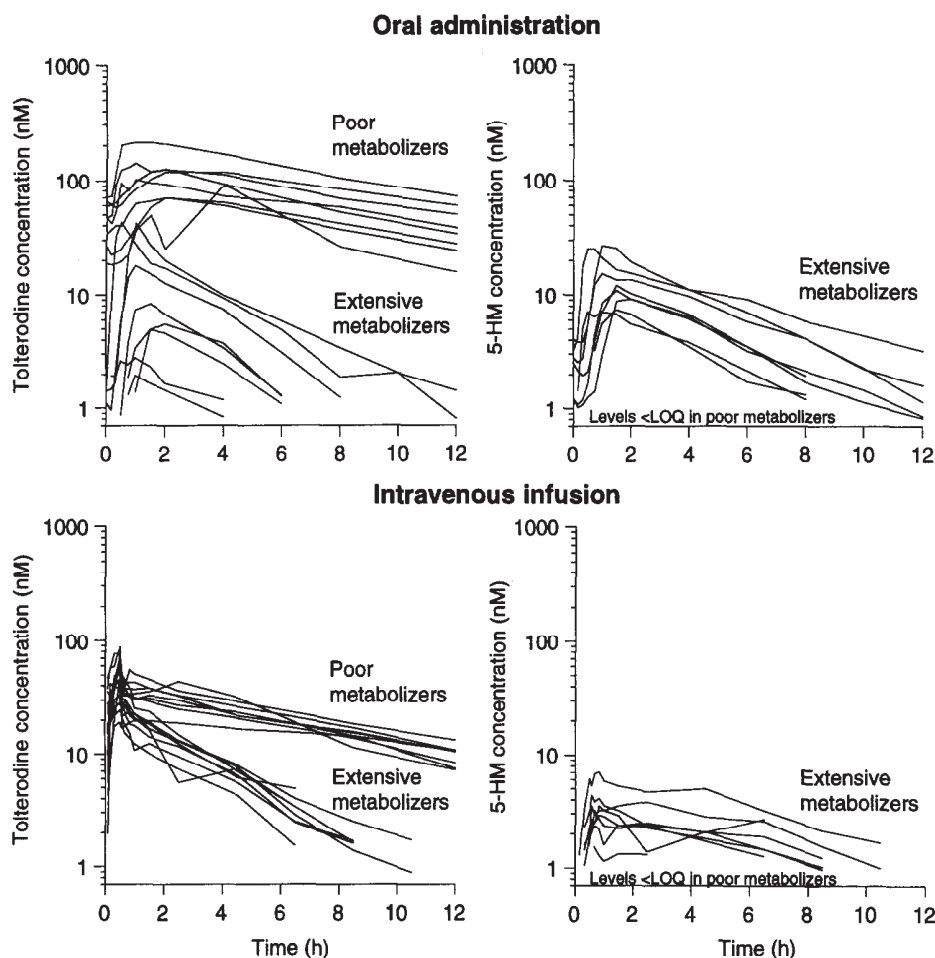 Oral administration
Tolterodine concentration (nM)
1000
100
10
1
Poor
metabolizers
Extensive
metabolizers
0 2 4 6 8 10 12
5-HM concentration (nM)
1000
100
10
1
Extensive
metabolizers
Levels <LOQ in poor metabolizers
0 2 4 6 8 10 12
Intravenous infusion
Tolterodine concentration (nM)
1000
100
10
1
Poor
metabolizers
Extensive
metabolizers
0 2 4 6 8 10 12
Time (h)
5-HM concentration (nM)
1000
100
10
1
Extensive
metabolizers
Levels <LOQ in poor metabolizers
0 2 4 6 8 10 12
Time (h)